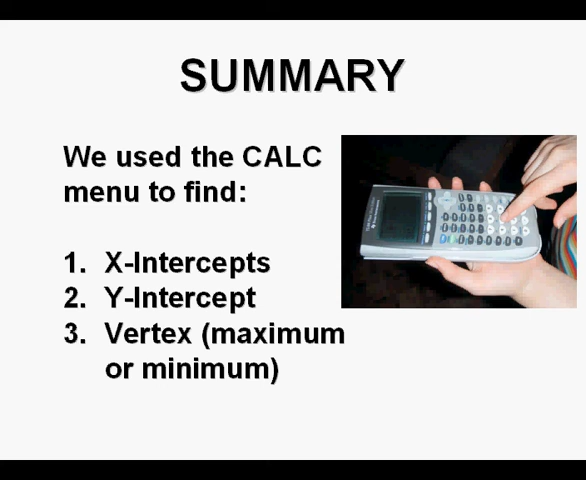 SUMMARY
We used the CALC
menu to find:
1. X-Intercepts
2. Y-Intercept
3. Vertex (maximum
or minimum)